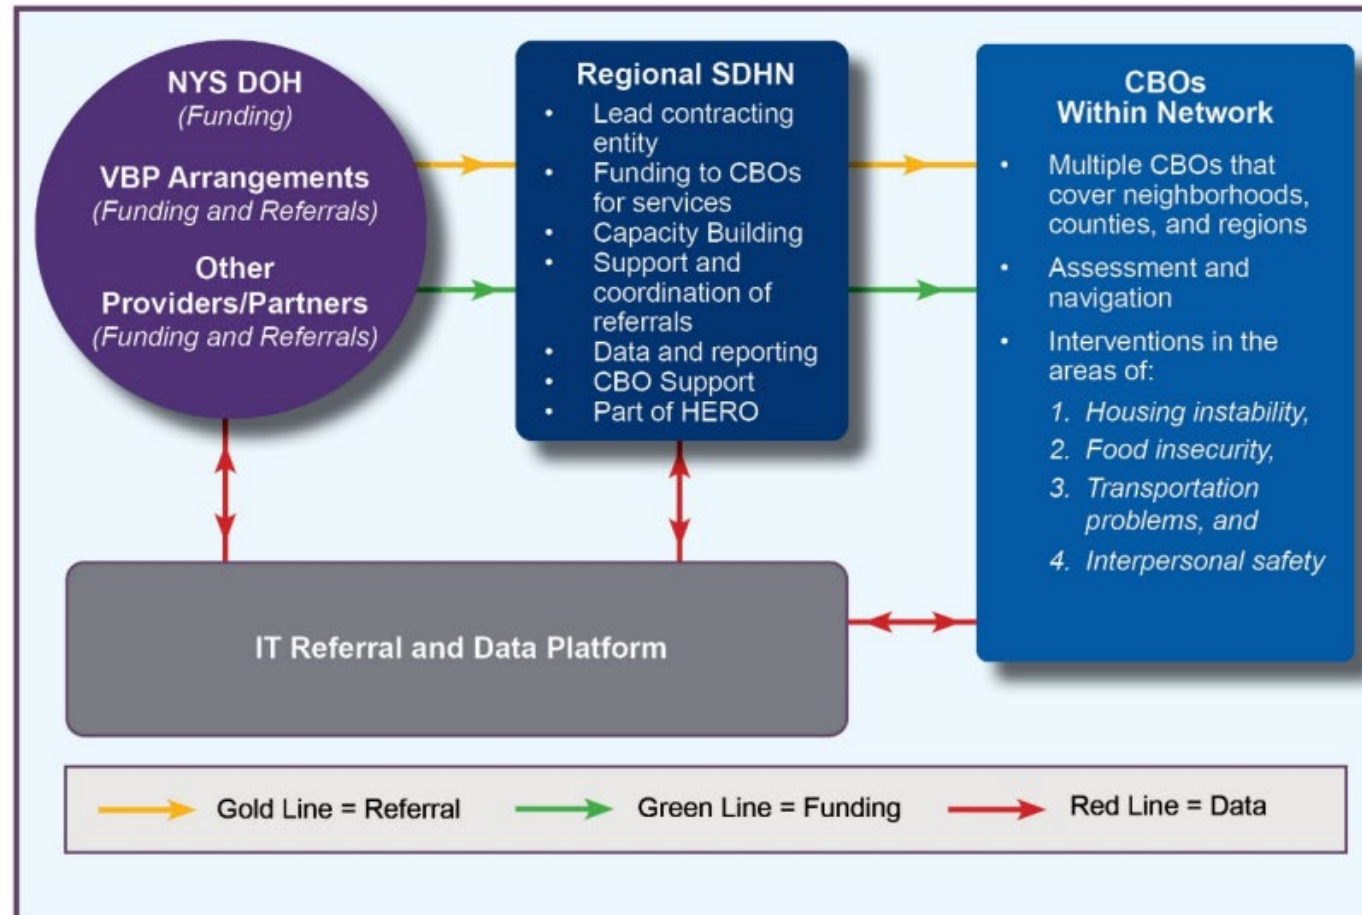 NYS DOH
(Funding)
VBP Arrangements
(Funding and Referrals)
Other
Providers/Partners
(Funding and Referrals)
Regional SDHN
• Lead contracting
entity
• Funding to CBOs
for services
• Capacity Building
• Support and
coordination of
referrals
• Data and reporting
• CBO Support
• Part of HERO
CBOs
Within Network
• Multiple CBOs that
cover neighborhoods,
counties, and regions
• Assessment and
navigation
• Interventions in the
areas of:
1. Housing instability,
2. Food insecurity,
3. Transportation
problems, and
4. Interpersonal safety
IT Referral and Data Platform
Gold Line = Referral
Green Line = Funding
Red Line = Data